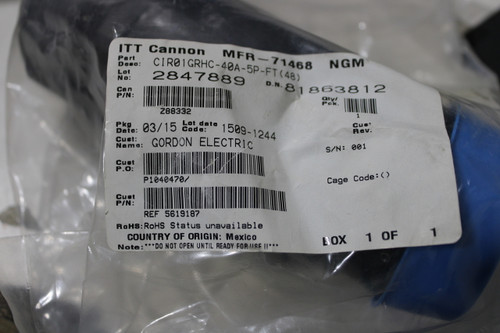 ITT Cannon MFR-71468 NGM
Part Desc: CIR01GRHC-40A-5P-FT(48)
Lot No: 2847889 D.N. 81863812
Can P/N: Qty/ Pck.
Z88332 1
Pkg Date: 03/15 Lot date Code: 1509-1244 Cust Rev.
Cust Name: GORDON ELECTRIC S/N: 001
Cust P.O:
P1040470/ Cage Code:()
Cust P/N:
REF 5619187
RoHS: RoHS Status unavailable
COUNTRY OF ORIGIN: Mexico
Note: ***DO NOT OPEN UNTIL READY FOR USE !!*** BOX 1 OF 1